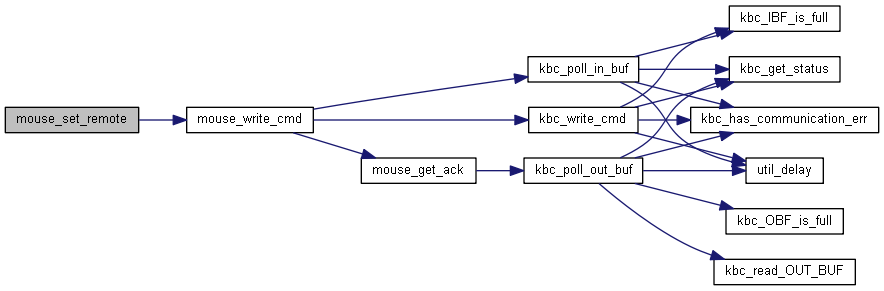 mouse_set_remote
mouse_write_cmd
kbc_poll_in_buf
kbc_write_cmd
mouse_get_ack
kbc_poll_out_buf
kbc_IBF_is_full
kbc_get_status
kbc_has_communication_err
util_delay
kbc_OBF_is_full
kbc_read_OUT_BUF